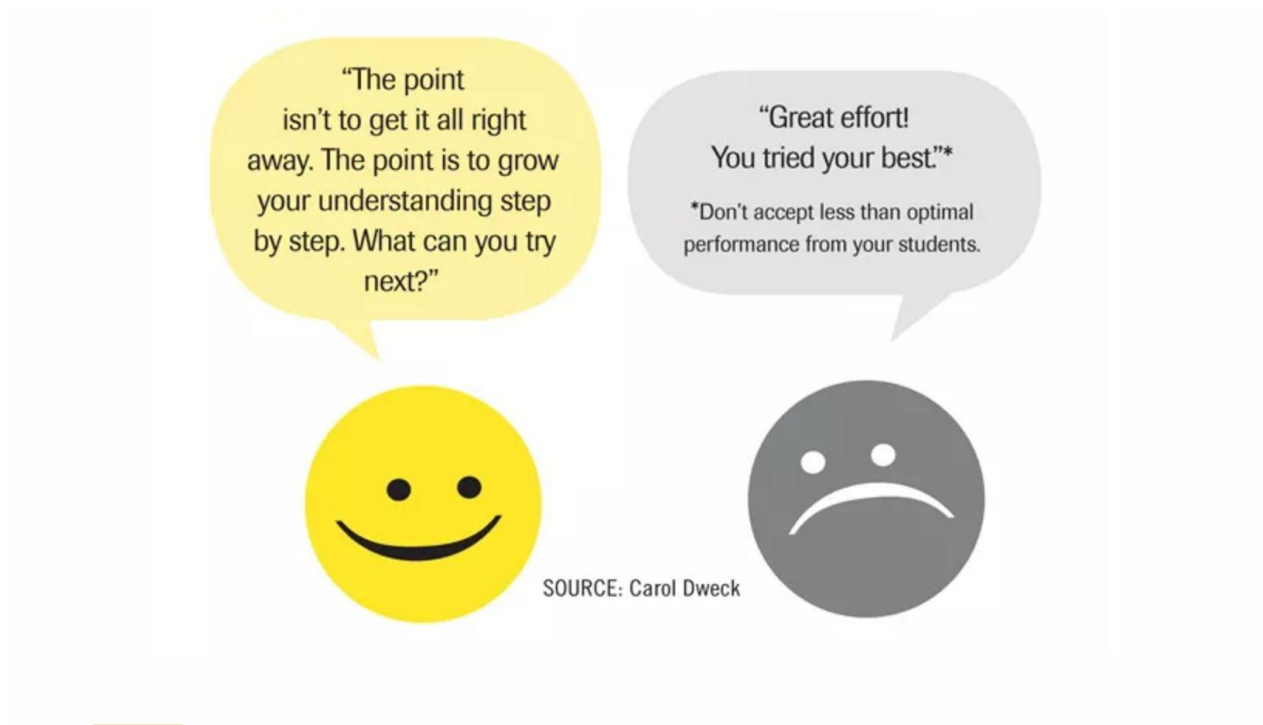 “The point
isn’t to get it all right
away. The point is to grow
your understanding step
by step. What can you try
next?”
“Great effort!
You tried your best.”*
*Don’t accept less than optimal
performance from your students.
SOURCE: Carol Dweck